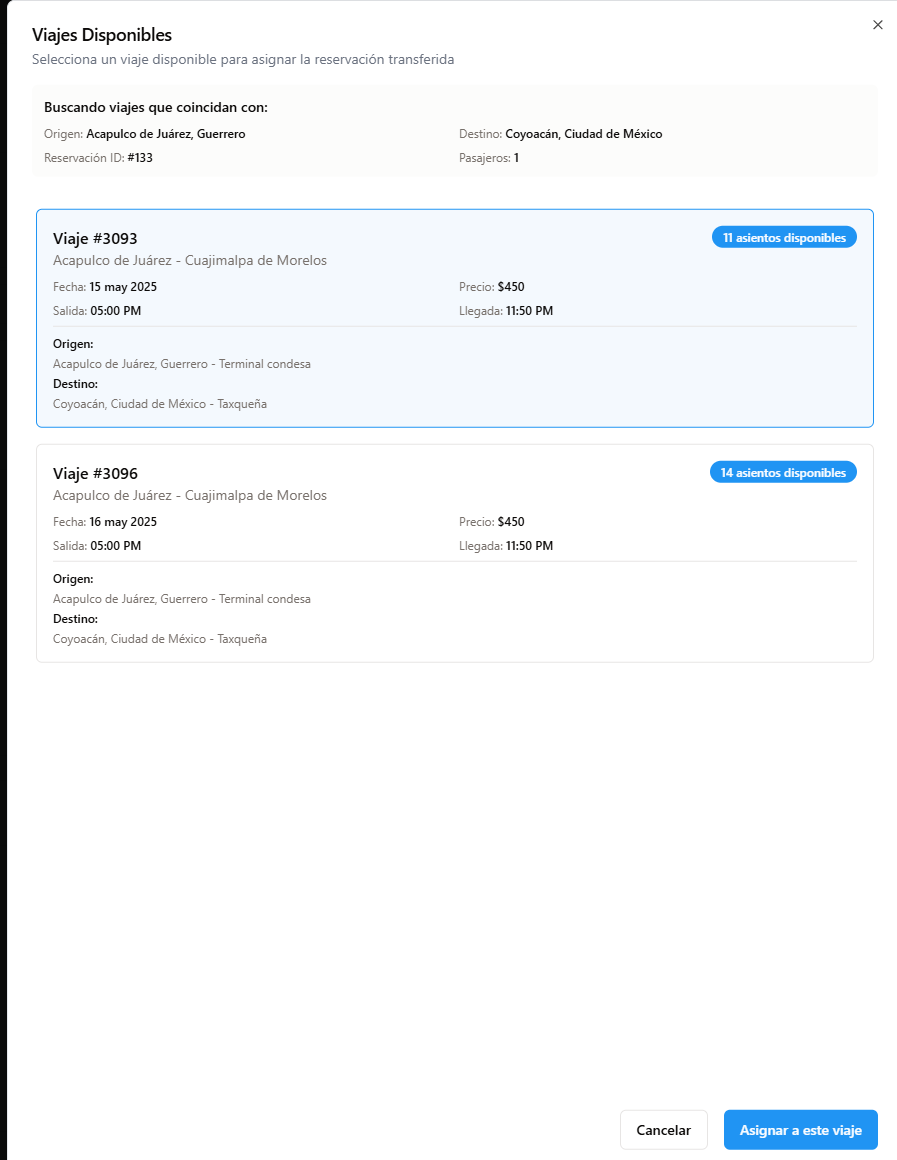 Viajes Disponibles
Selecciona un viaje disponible para asignar la reservación transferida
Buscando viajes que coincidan con:
Origen: Acapulco de Juárez, Guerrero Destino: Coyoacán, Ciudad de México
Reservación ID: #133 Pasajeros: 1
Viaje #3093 11 asientos disponibles
Acapulco de Juárez - Cuajimalpa de Morelos
Fecha: 15 may 2025 Precio: $450
Salida: 05:00 PM Llegada: 11:50 PM
Origen:
Acapulco de Juárez, Guerrero - Terminal condesa
Destino:
Coyoacán, Ciudad de México - Taxqueña
Viaje #3096 14 asientos disponibles
Acapulco de Juárez - Cuajimalpa de Morelos
Fecha: 16 may 2025 Precio: $450
Salida: 05:00 PM Llegada: 11:50 PM
Origen:
Acapulco de Juárez, Guerrero - Terminal condesa
Destino:
Coyoacán, Ciudad de México - Taxqueña
Cancelar Asignar a este viaje